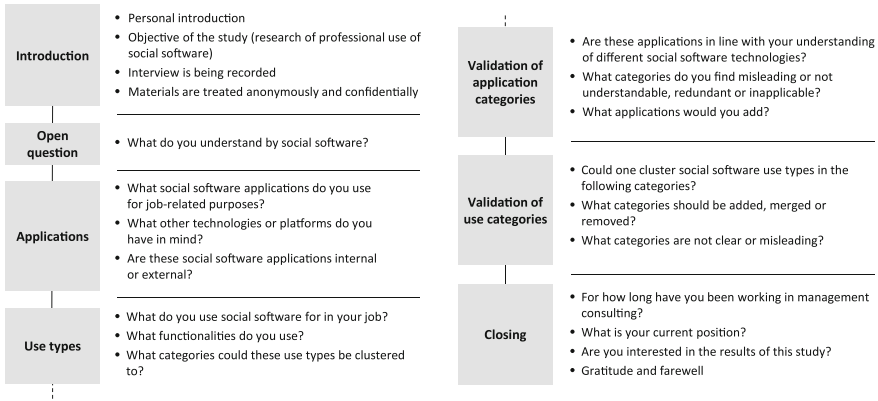 Introduction
• Personal introduction
• Objective of the study (research of professional use of
social software)
• Interview is being recorded
• Materials are treated anonymously and confidentially
Open
question
• What do you understand by social software?
Applications
• What social software applications do you use
for job-related purposes?
• What other technologies or platforms do you
have in mind?
• Are these social software applications internal
or external?
Use types
• What do you use social software for in your job?
• What functionalities do you use?
• What categories could these use types be clustered
to?
Validation of
application
categories
• Are these applications in line with your understanding
of different social software technologies?
• What categories do you find misleading or not
understandable, redundant or inapplicable?
• What applications would you add?
Validation of
use categories
• Could one cluster social software use types in the
following categories?
• What categories should be added, merged or
removed?
• What categories are not clear or misleading?
Closing
• For how long have you been working in management
consulting?
• What is your current position?
• Are you interested in the results of this study?
• Gratitude and farewell